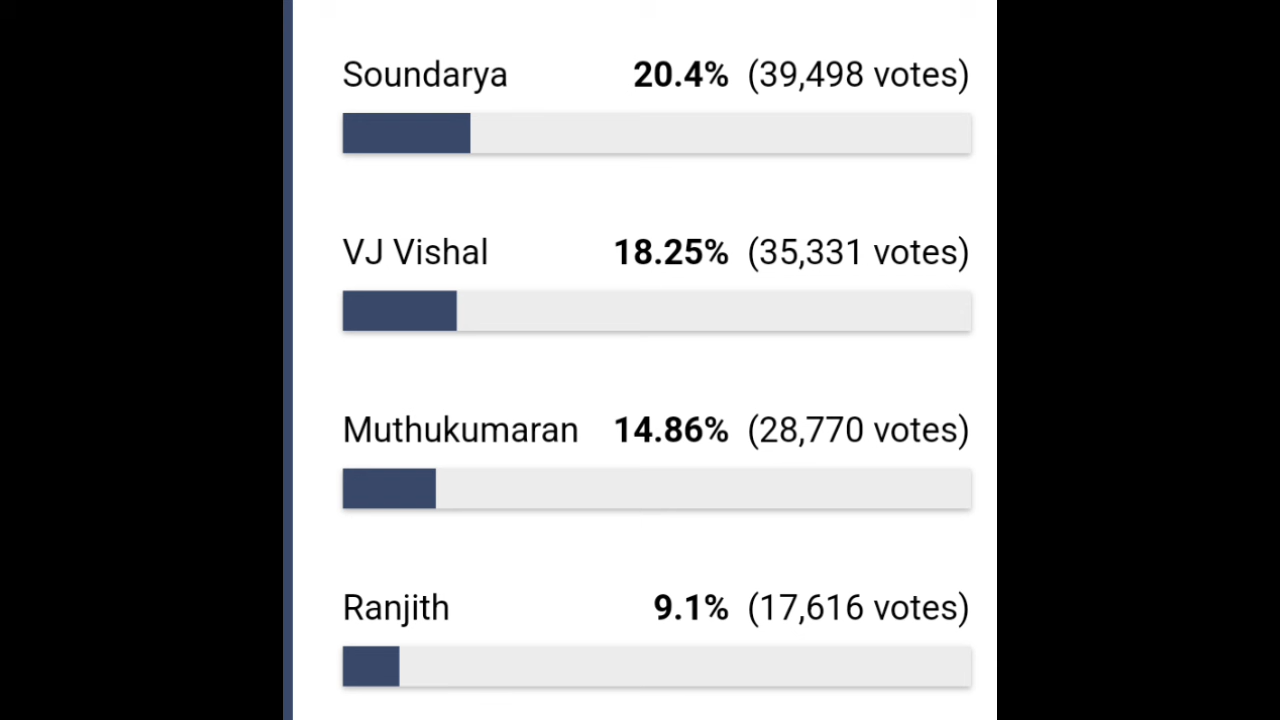 Soundarya 20.4% (39,498 votes)
VJ Vishal 18.25% (35,331 votes)
Muthukumaran 14.86% (28,770 votes)
Ranjith 9.1% (17,616 votes)